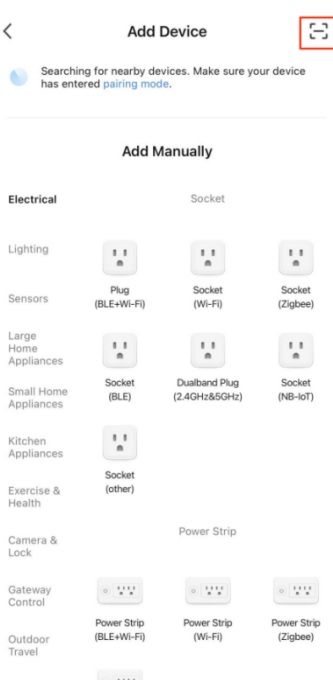 Add Device
Searching for nearby devices. Make sure your device
has entered pairing mode.
Add Manually
Electrical
Lighting
Sensors
Large
Home
Appliances
Small Home
Appliances
Kitchen
Appliances
Exercise &
Health
Camera &
Lock
Gateway
Control
Outdoor
Travel
Socket
Plug
(BLE+Wi-Fi)
Socket
(Wi-Fi)
Socket
(Zigbee)
Socket
(BLE)
Dualband Plug
(2.4GHz&5GHz)
Socket
(NB-IoT)
Socket
(other)
Power Strip
Power Strip
(BLE+Wi-Fi)
Power Strip
(Wi-Fi)
Power Strip
(Zigbee)